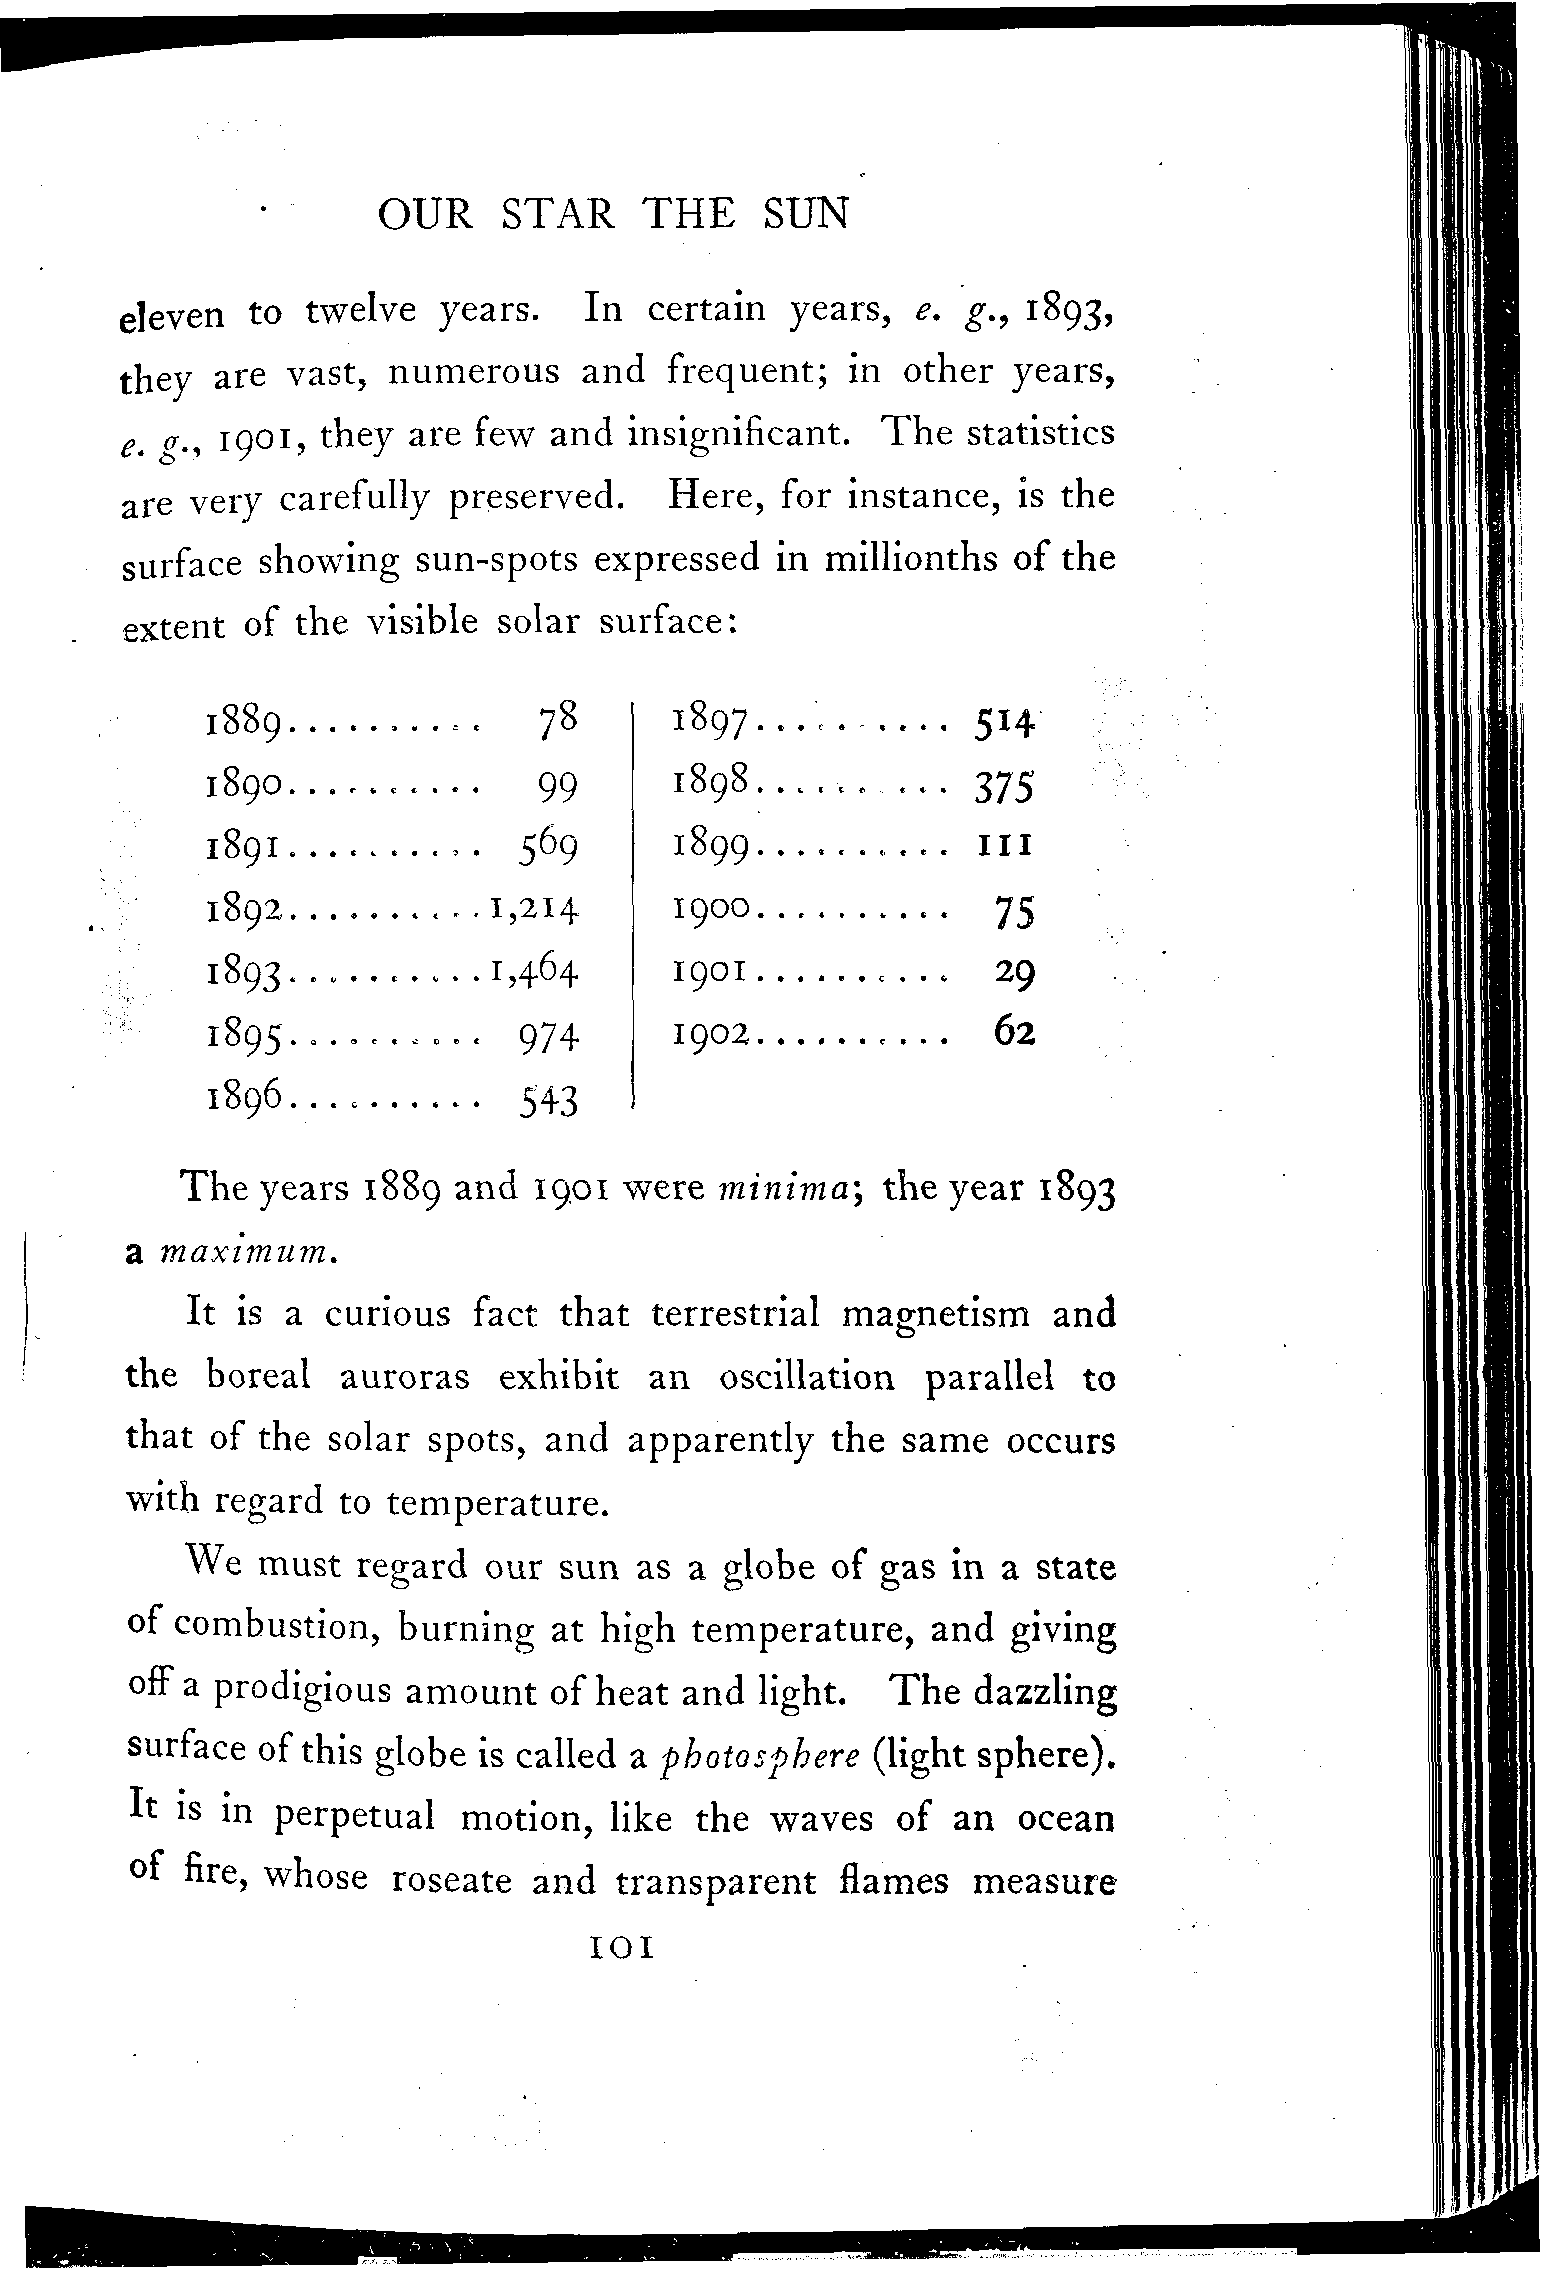 OUR STAR THE SUN
eleven to twelve years. In certain years, e. g., 1893,
they are vast, numerous and frequent; in other years,
e. g., 1901, they are few and insignificant. The statistics
are very carefully preserved. Here, for instance, is the
surface showing sun-spots expressed in millionths of the
extent of the visible solar surface:
1889.......... 78
1890.......... 99
1891.......... 569
1892..........1,214
1893..........1,464
1895.......... 974
1896.......... 543
1897.......... 514
1898.......... 375
1899.......... 111
1900.......... 75
1901.......... 29
1902.......... 62
The years 1889 and 1901 were minima; the year 1893
a maximum.
It is a curious fact that terrestrial magnetism and
the boreal auroras exhibit an oscillation parallel to
that of the solar spots, and apparently the same occurs
with regard to temperature.
We must regard our sun as a globe of gas in a state
of combustion, burning at high temperature, and giving
off a prodigious amount of heat and light. The dazzling
surface of this globe is called a photosphere (light sphere).
It is in perpetual motion, like the waves of an ocean
of fire, whose roseate and transparent flames measure
101